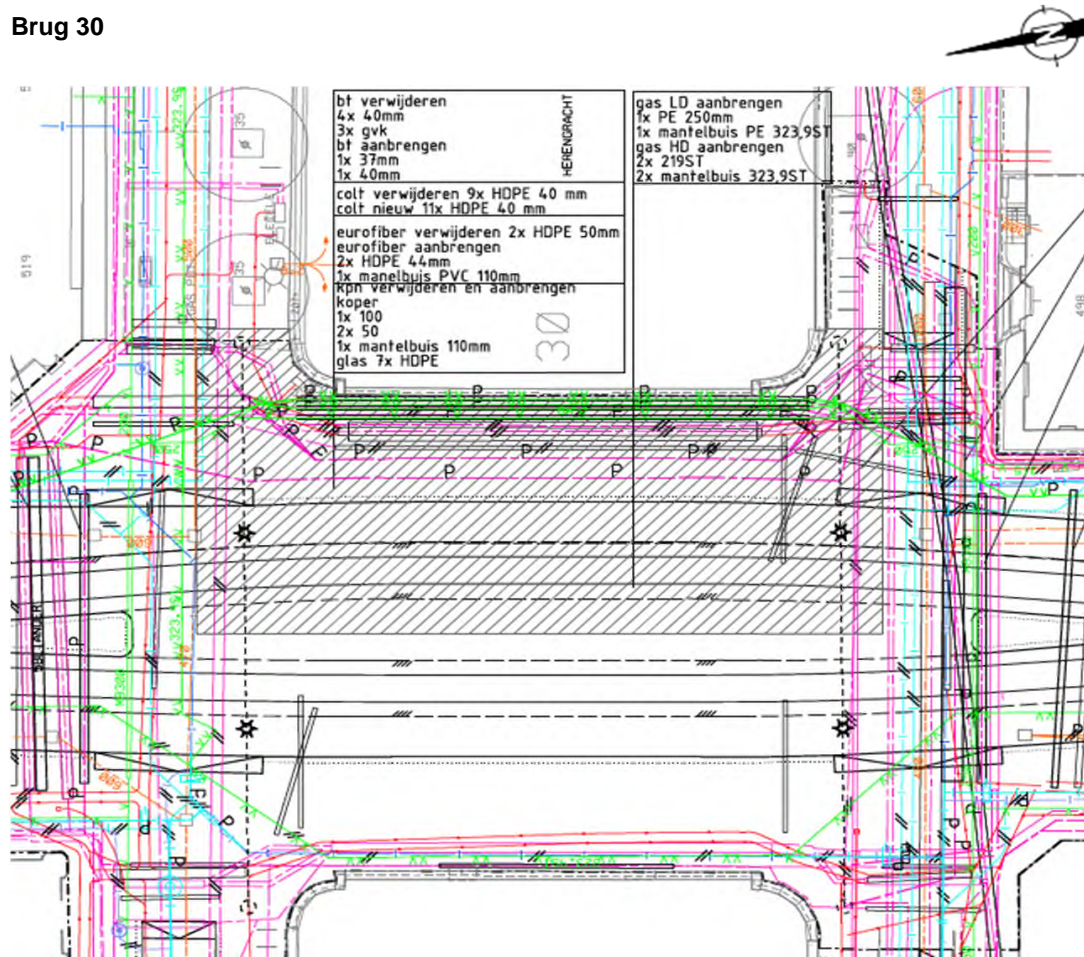 Brug 30
N
bt verwijderen
4x 40mm
3x gvk
bt aanbrengen
1x 37mm
1x 40mm
HERENGRACHT
colt verwijderen 9x HDPE 40 mm
colt nieuw 11x HDPE 40 mm
eurofiber verwijderen 2x HDPE 50mm
eurofiber aanbrengen
2x HDPE 44mm
1x manelbuis PVC 110mm
kpn verwijderen en aanbrengen
koper
1x 100
2x 50
1x mantelbuis 110mm
glas 7x HDPE
30
gas LD aanbrengen
1x PE 250mm
1x mantelbuis PE 323,9ST
gas HD aanbrengen
2x 219ST
2x mantelbuis 323,9ST
519
35
35
498
600
600